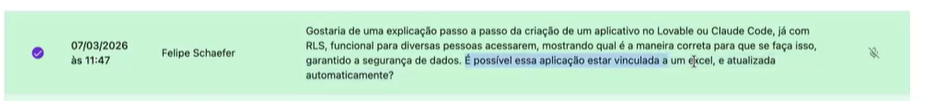 07/03/2026
às 11:47
Felipe Schaefer
Gostaria de uma explicação passo a passo da criação de um aplicativo no Lovable ou Claude Code, já com
RLS, funcional para diversas pessoas acessarem, mostrando qual é a maneira correta para que se faça isso,
garantido a segurança de dados. É possível essa aplicação estar vinculada a um excel, e atualizada
automaticamente?